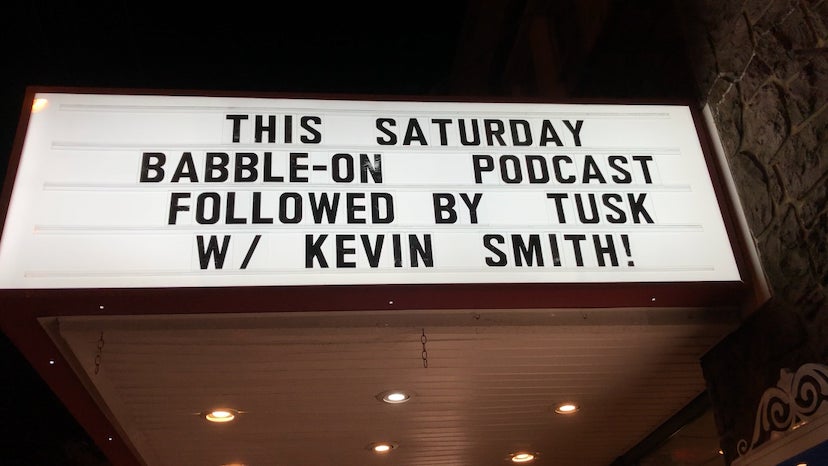 THIS SATURDAY
BABBLE-ON PODCAST
FOLLOWED BY TUSK
W/ KEVIN SMITH!